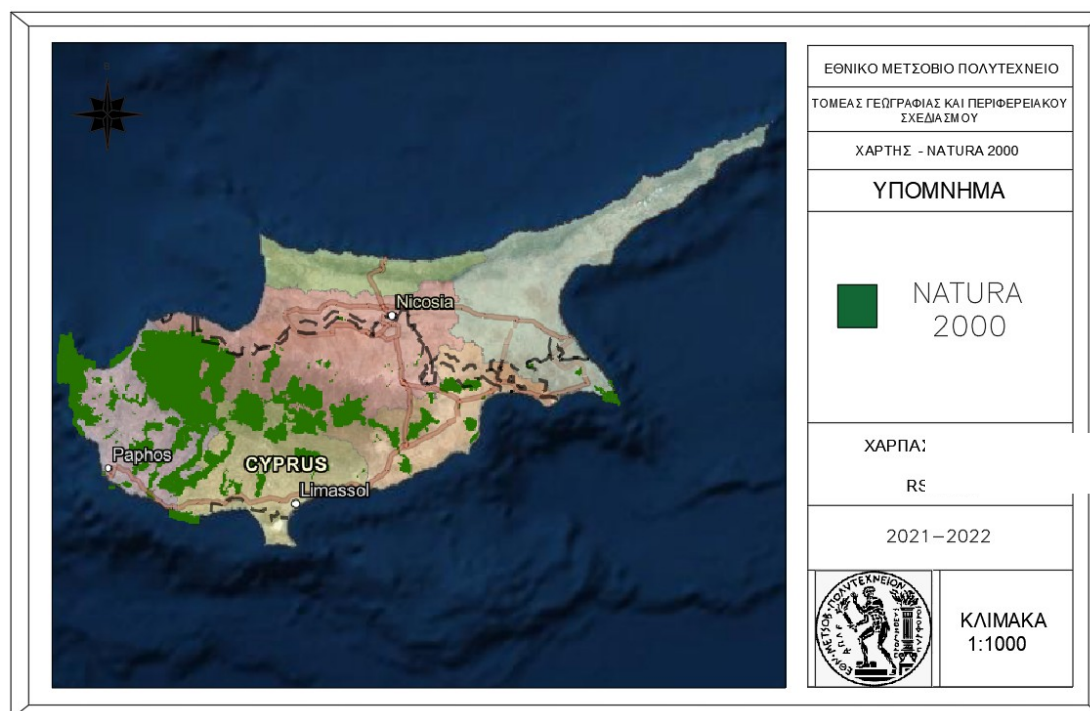 Nicosia
Paphos
CYPRUS
Limassol
ΕΘΝΙΚΟ ΜΕΤΣΟΒΙΟ ΠΟΛΥΤΕΧΝΕΙΟ
ΤΟΜΕΑΣ ΓΕΩΓΡΑΦΙΑΣ ΚΑΙ ΠΕΡΙΦΕΡΕΙΑΚΟΥ
ΣΧΕΔΙΑΣΜΟΥ
ΧΑΡΤΗΣ - NATURA 2000
ΥΠΟΜΝΗΜΑ
NATURA
2000
2021-2022
ΚΛΙΜΑΚΑ
1:1000